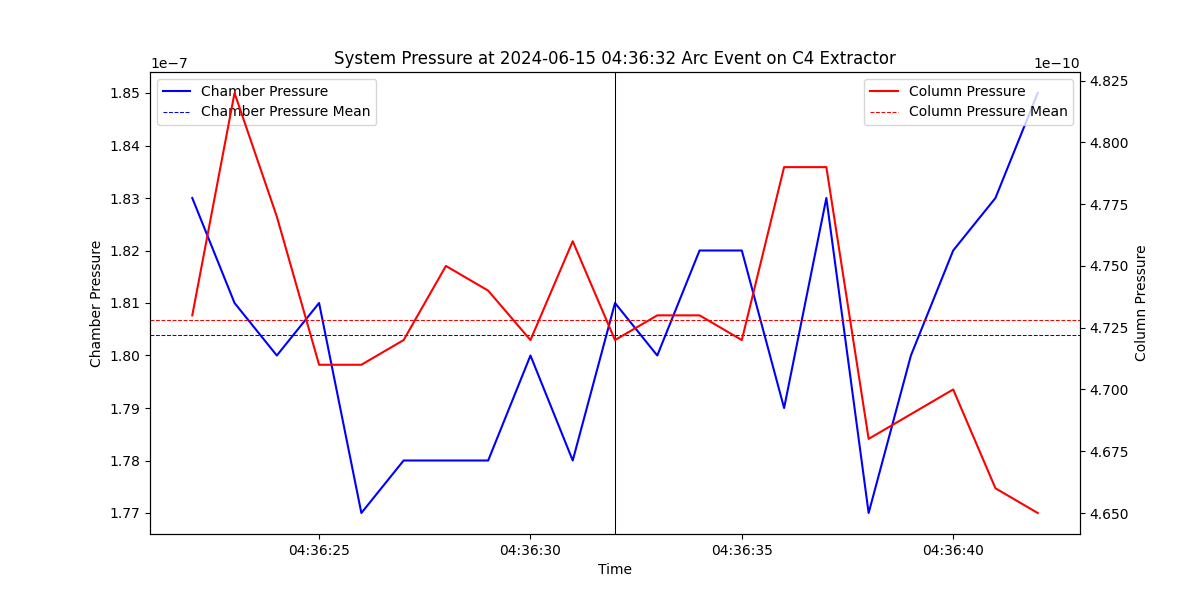 System Pressure at 2024-06-15 04:36:32 Arc Event on C4 Extractor
1e−7
1e−10
Chamber Pressure
Chamber Pressure Mean
Column Pressure
Column Pressure Mean
1.85
1.84
1.83
1.82
1.81
1.80
1.79
1.78
1.77
Chamber Pressure
4.825
4.800
4.775
4.750
4.725
4.700
4.675
4.650
Column Pressure
04:36:25
04:36:30
04:36:35
04:36:40
Time